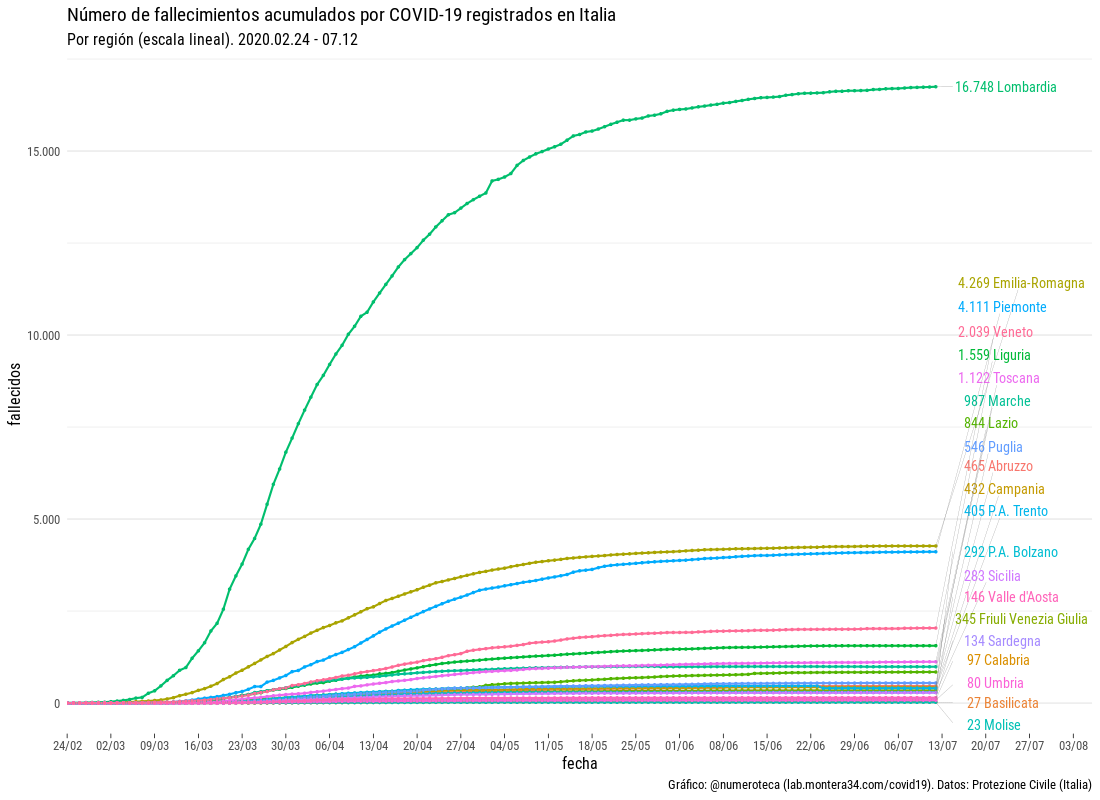 Número de fallecimientos acumulados por COVID-19 registrados en Italia
Por región (escala lineal). 2020.02.24 - 07.12
fallecidos
15.000
10.000
5.000
0
16.748 Lombardia
4.269 Emilia-Romagna
4.111 Piemonte
2.039 Veneto
1.559 Liguria
1.122 Toscana
987 Marche
844 Lazio
546 Puglia
465 Abruzzo
432 Campania
405 P.A. Trento
292 P.A. Bolzano
283 Sicilia
146 Valle d'Aosta
345 Friuli Venezia Giulia
134 Sardegna
97 Calabria
80 Umbria
27 Basilicata
23 Molise
24/02 02/03 09/03 16/03 23/03 30/03 06/04 13/04 20/04 27/04 04/05 11/05 18/05 25/05 01/06 08/06 15/06 22/06 29/06 06/07 13/07 20/07 27/07 03/08
fecha
Gráfico: @numeroteca (lab.montera34.com/covid19). Datos: Protezione Civile (Italia)